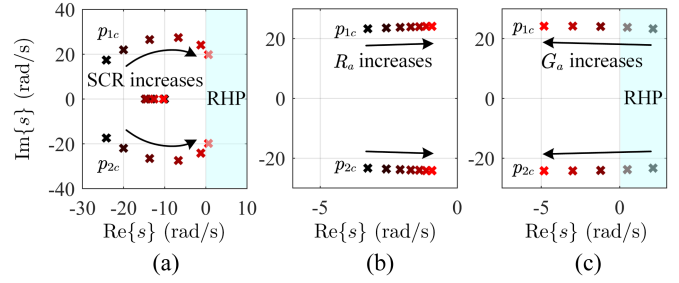 Im{s} (rad/s)
40
20
0
-20
-40
p1c
SCR increases
RHP
p2c
-30
-20
-10
0
10
Re{s} (rad/s)
(a)
20
0
-20
p1c
Ra increases
p2c
-5
0
Re{s} (rad/s)
(b)
20
0
-20
p1c
Ga increases
RHP
p2c
-5
0
Re{s} (rad/s)
(c)